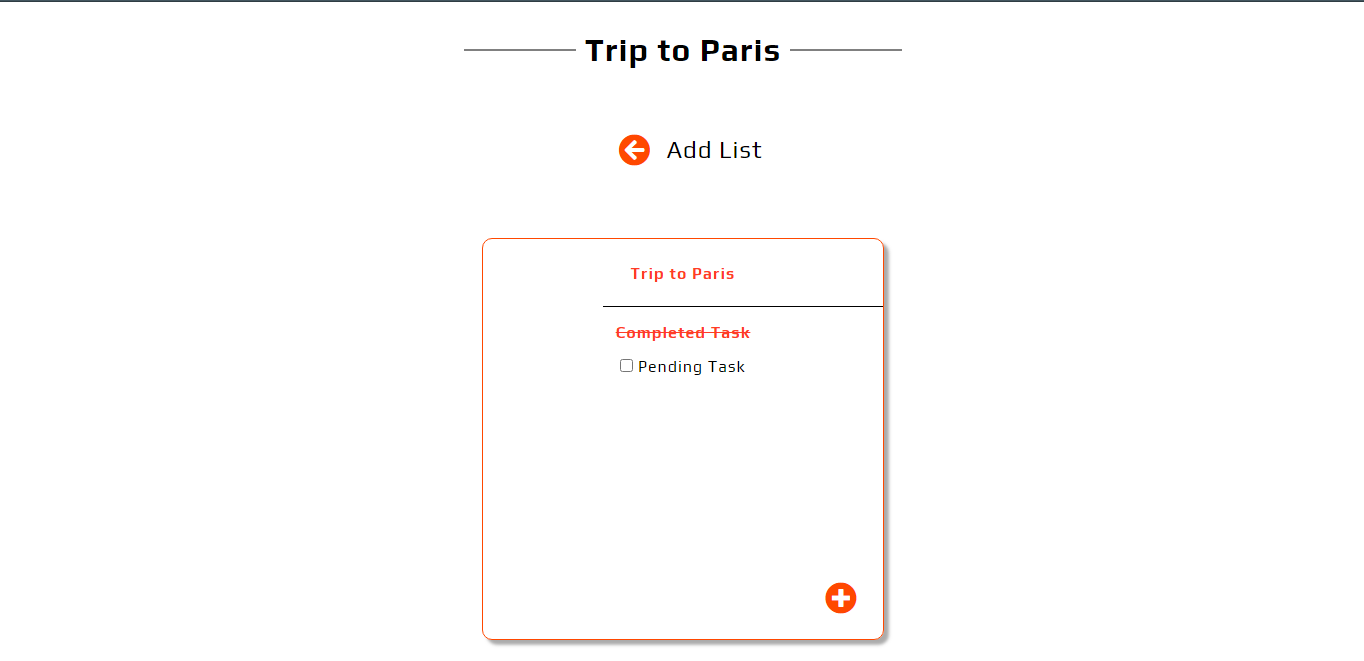 Trip to Paris
Add List
Trip to Paris
Completed Task
Pending Task